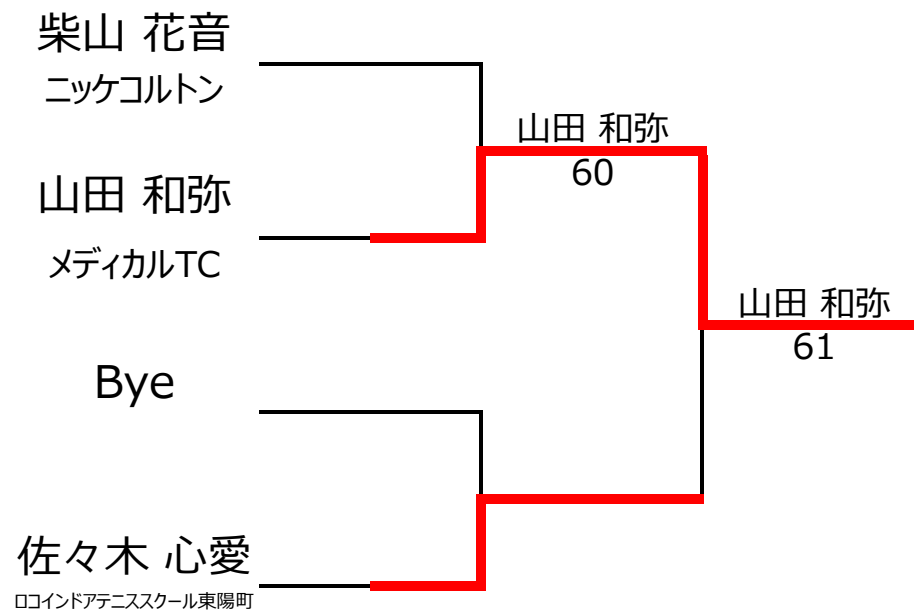 柴山 花音
ニッケコルトン
山田 和弥
60
山田 和弥
メディカルTC
山田 和弥
61
Bye
佐々木 心愛
ロコインドアテニススクール東陽町